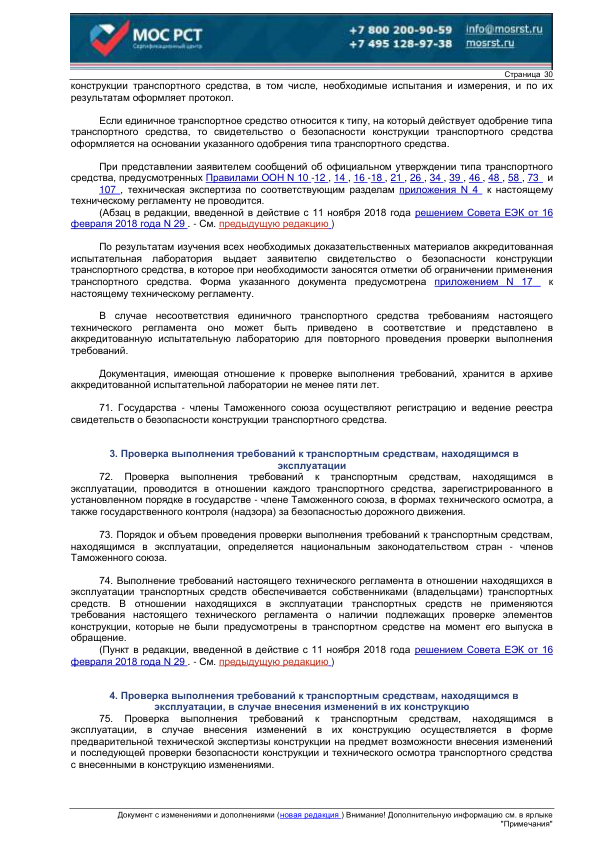 МОС РСТ
Сертификационный центр
+7 800 200-90-59
+7 495 128-97-38
info@mosrst.ru
mosrst.ru
Страница 30
конструкции транспортного средства, в том числе, необходимые испытания и измерения, и по их
результатам оформляет протокол.
Если единичное транспортное средство относится к типу, на который действует одобрение типа
транспортного средства, то свидетельство о безопасности конструкции транспортного средства
оформляется на основании указанного одобрения типа транспортного средства.
При представлении заявителем сообщений об официальном утверждении типа транспортного
средства, предусмотренных Правилами ООН N 10 -12 , 14 , 16 -18 , 21 , 26 , 34 , 39 , 46 , 48 , 58 , 73 и
107 , техническая экспертиза по соответствующим разделам приложения N 4 к настоящему
техническому регламенту не проводится.
(Абзац в редакции, введенной в действие с 11 ноября 2018 года решением Совета ЕЭК от 16
февраля 2018 года N 29 . - См. предыдущую редакцию )
По результатам изучения всех необходимых доказательственных материалов аккредитованная
испытательная лаборатория выдает заявителю свидетельство о безопасности конструкции
транспортного средства, в которое при необходимости заносятся отметки об ограничении применения
транспортного средства. Форма указанного документа предусмотрена приложением N 17 к
настоящему техническому регламенту.
В случае несоответствия единичного транспортного средства требованиям настоящего
технического регламента оно может быть приведено в соответствие и представлено в
аккредитованную испытательную лабораторию для повторного проведения проверки выполнения
требований.
Документация, имеющая отношение к проверке выполнения требований, хранится в архиве
аккредитованной испытательной лаборатории не менее пяти лет.
71. Государства - члены Таможенного союза осуществляют регистрацию и ведение реестра
свидетельств о безопасности конструкции транспортного средства.
3. Проверка выполнения требований к транспортным средствам, находящимся в
эксплуатации
72. Проверка выполнения требований к транспортным средствам, находящимся в
эксплуатации, проводится в отношении каждого транспортного средства, зарегистрированного в
установленном порядке в государстве - члене Таможенного союза, в формах технического осмотра, а
также государственного контроля (надзора) за безопасностью дорожного движения.
73. Порядок и объем проведения проверки выполнения требований к транспортным средствам,
находящимся в эксплуатации, определяется национальным законодательством стран - членов
Таможенного союза.
74. Выполнение требований настоящего технического регламента в отношении находящихся в
эксплуатации транспортных средств обеспечивается собственниками (владельцами) транспортных
средств. В отношении находящихся в эксплуатации транспортных средств не применяются
требования настоящего технического регламента о наличии подлежащих проверке элементов
конструкции, которые не были предусмотрены в транспортном средстве на момент его выпуска в
обращение.
(Пункт в редакции, введенной в действие с 11 ноября 2018 года решением Совета ЕЭК от 16
февраля 2018 года N 29 . - См. предыдущую редакцию )
4. Проверка выполнения требований к транспортным средствам, находящимся в
эксплуатации, в случае внесения изменений в их конструкцию
75. Проверка выполнения требований к транспортным средствам, находящимся в
эксплуатации, в случае внесения изменений в их конструкцию осуществляется в форме
предварительной технической экспертизы конструкции на предмет возможности внесения изменений
и последующей проверки безопасности конструкции и технического осмотра транспортного средства
с внесенными в конструкцию изменениями.
Документ с изменениями и дополнениями (новая редакция ) Внимание! Дополнительную информацию см. в ярлыке
"Примечания"